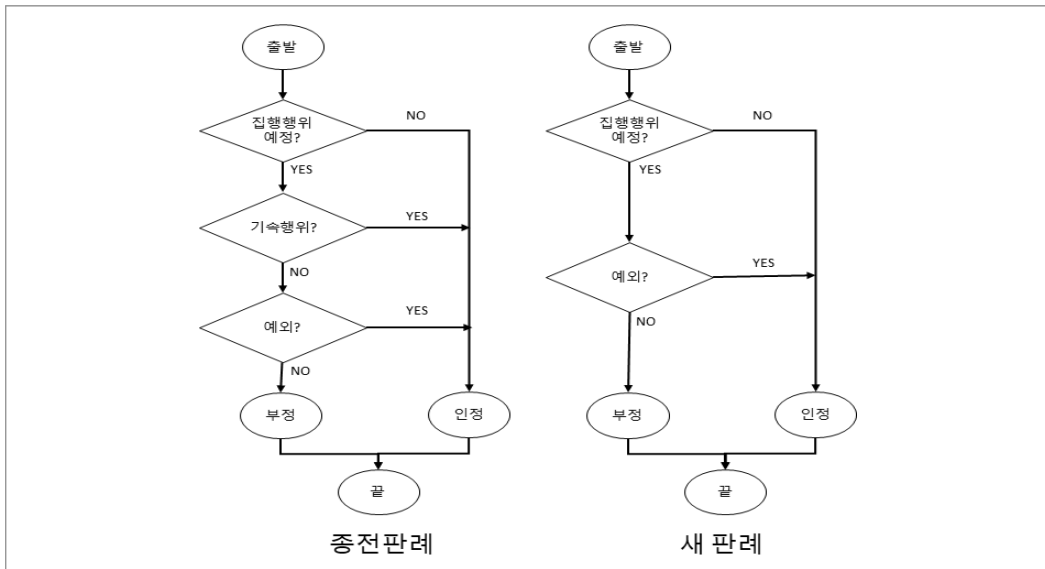 출발
집행행위
예정?
NO
YES
기속행위?
YES
NO
예외?
YES
NO
부정
인정
끝
종전판례
출발
집행행위
예정?
NO
YES
예외?
YES
NO
부정
인정
끝
새 판례